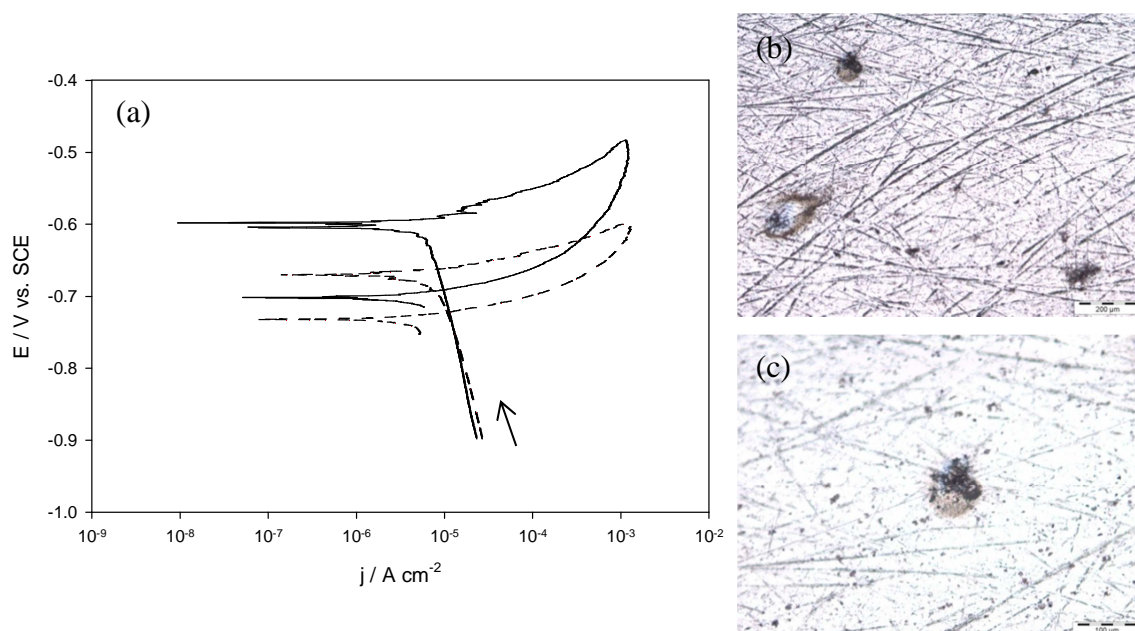 (a)
-0.4
-0.5
-0.6
-0.7
-0.8
-0.9
-1.0
E / V vs. SCE
10-9 10-8 10-7 10-6 10-5 10-4 10-3 10-2
j / A cm-2
(b)
200 µm
(c)
100 µm